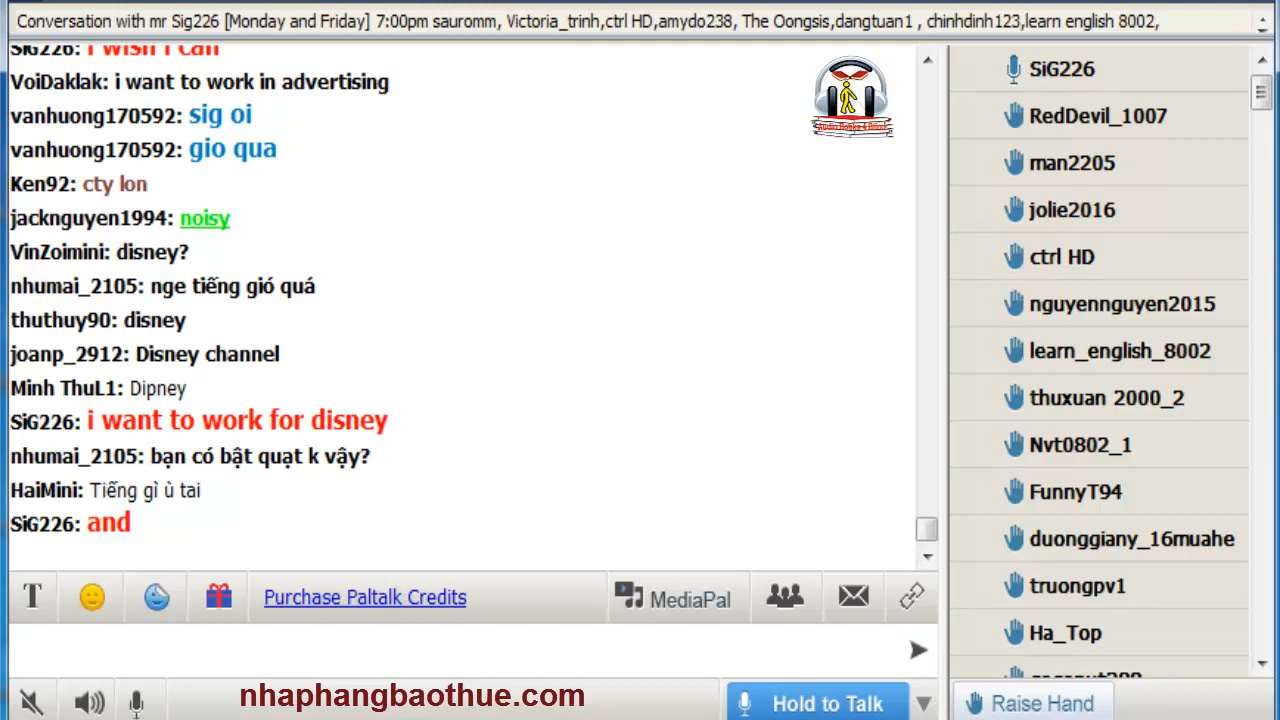 Conversation with mr Sig226 [Monday and Friday] 7:00pm sauromm, Victoria_trinh,ctrl HD,amydo238, The Oongsis,dangtuan1 , chinhdinh123,learn english 8002,
SiG226: i wish i can
VoiDaklak: i want to work in advertising
vanhuong170592: sig oi
vanhuong170592: gio qua
Ken92: cty lon
jacknguyen1994: noisy
VinZoimini: disney?
nhumai_2105: nge tiếng gió quá
thuthuy90: disney
joanp_2912: Disney channel
Minh ThuL1: Dipney
SiG226: i want to work for disney
nhumai_2105: bạn có bật quạt k vậy?
HaiMini: Tiếng gì ù tai
SiG226: and
T
Purchase Paltalk Credits
MediaPal
nhaphangbaothue.com
Hold to Talk
SiG226
RedDevil_1007
man2205
jolie2016
ctrl HD
nguyennguyen2015
learn_english_8002
thuxuan 2000_2
Nvt0802_1
FunnyT94
duonggiany_16muahe
truongpv1
Ha_Top
Raise Hand